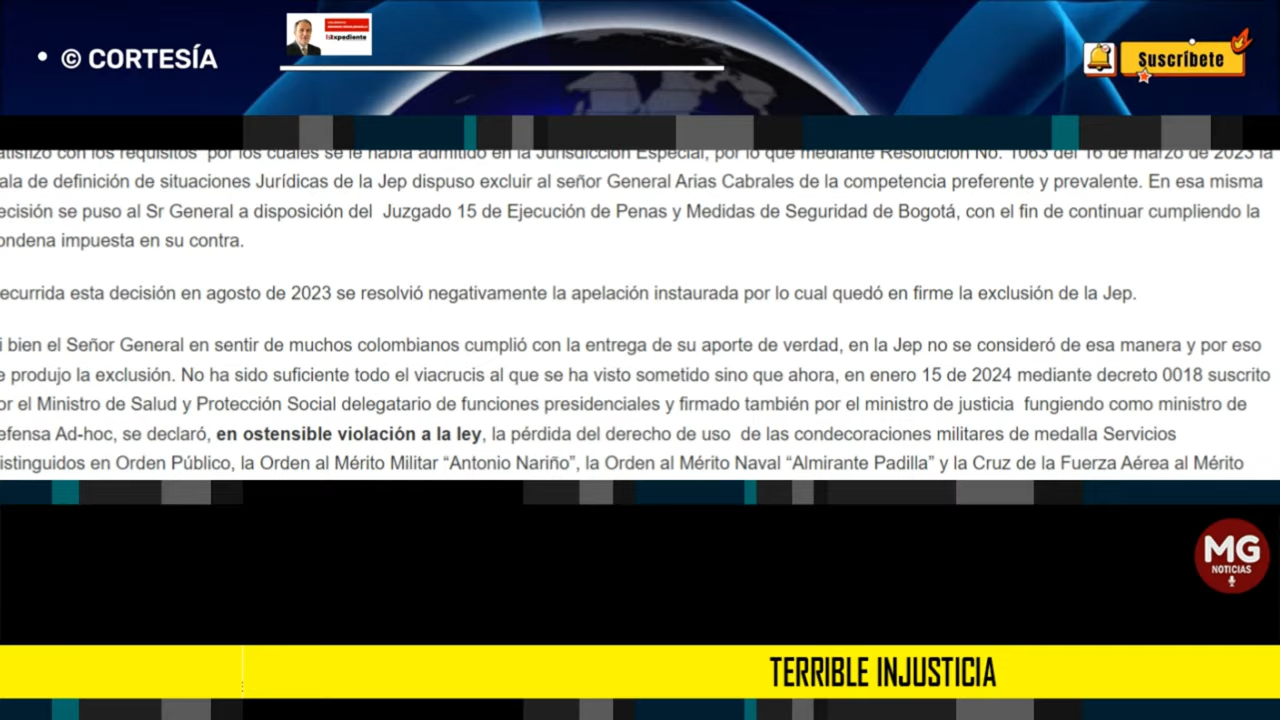 • © CORTESÍA
Expediente
Suscríbete
por los cuales se le había admitido en la Jurisdicción Especial, por lo que mediante Resolución No. 1063 del 16 de marzo de 2023 la
ala de definición de situaciones Jurídicas de la Jep dispuso excluir al señor General Arias Cabrales de la competencia preferente y prevalente. En esa misma
ecisión se puso al Sr General a disposición del Juzgado 15 de Ejecución de Penas y Medidas de Seguridad de Bogotá, con el fin de continuar cumpliendo la
ondena impuesta en su contra.
ecurrida esta decisión en agosto de 2023 se resolvió negativamente la apelación instaurada por lo cual quedó en firme la exclusión de la Jep.
i bien el Señor General en sentir de muchos colombianos cumplió con la entrega de su aporte de verdad, en la Jep no se consideró de esa manera y por eso
e produjo la exclusión. No ha sido suficiente todo el viacrucis al que se ha visto sometido sino que ahora, en enero 15 de 2024 mediante decreto 0018 suscrito
or el Ministro de Salud y Protección Social delegatario de funciones presidenciales y firmado también por el ministro de justicia fungiendo como ministro de
efensa Ad-hoc, se declaró, en ostensible violación a la ley, la pérdida del derecho de uso de las condecoraciones militares de medalla Servicios
istinguidos en Orden Público, la Orden al Mérito Militar “Antonio Nariño”, la Orden al Mérito Naval “Almirante Padilla” y la Cruz de la Fuerza Aérea al Mérito
MG
NOTICIAS
TERRIBLE INJUSTICIA